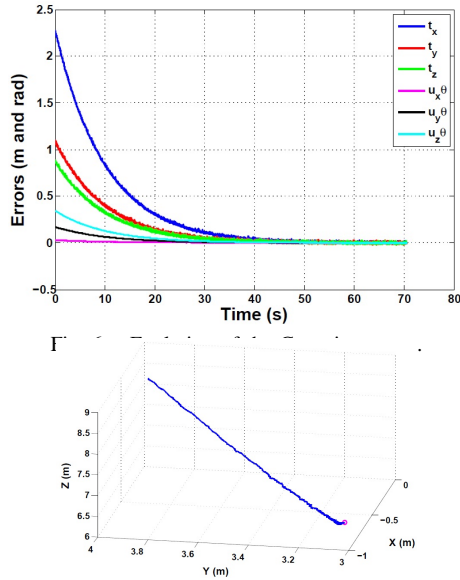 2.5
2
1.5
1
0.5
0
−0.5
0 10 20 30 40 50 60 70 80
Errors (m and rad)
Time (s)
t_x
t_y
t_z
u_xθ
u_yθ
u_zθ
9
8.5
8
7.5
7
6.5
6
Z (m)
4 3.8 3.6 3.4 3.2 3
Y (m)
−1
−0.5
0
X (m)